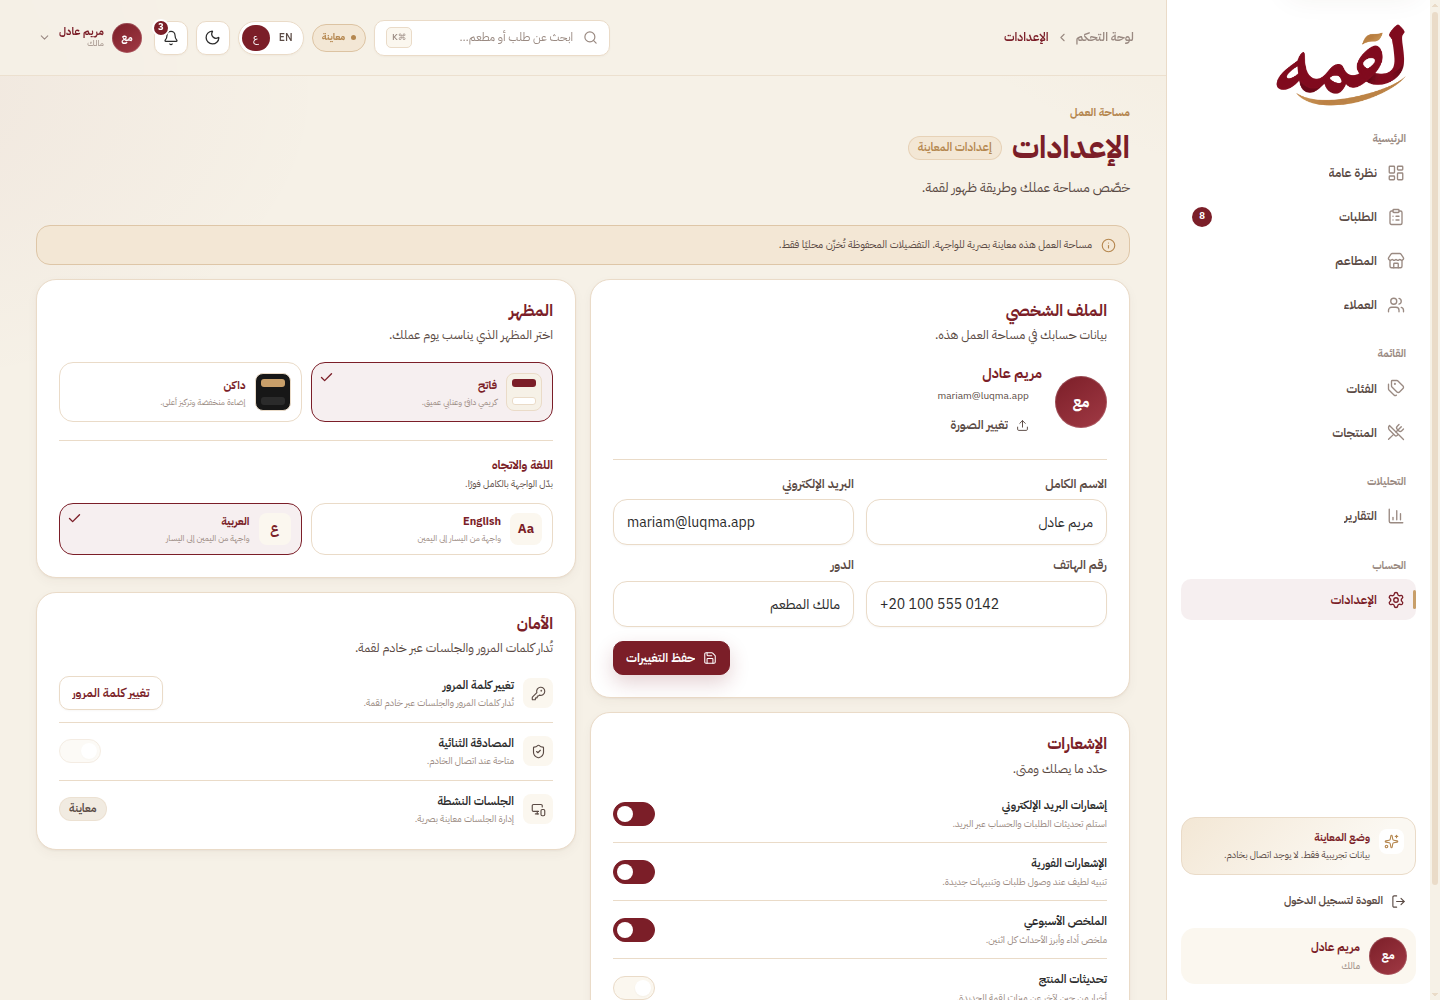 لقمه
الرئيسية
نظرة عامة
الطلبات
8
المطاعم
العملاء
القائمة
الفئات
المنتجات
التحليلات
التقارير
الحساب
الإعدادات
وضع المعاينة
بيانات تجريبية فقط. لا يوجد اتصال بخادم.
العودة لتسجيل الدخول
مع
مريم عادل
مالك
لوحة التحكم
الإعدادات
ابحث عن طلب أو مطعم...
⌘K
معاينة
EN
ع
3
مع
مريم عادل
مالك
مساحة العمل
الإعدادات
إعدادات المعاينة
خصّص مساحة عملك وطريقة ظهور لقمة.
مساحة العمل هذه معاينة بصرية للواجهة. التفضيلات المحفوظة تُخزّن محليًا فقط.
الملف الشخصي
بيانات حسابك في مساحة العمل هذه.
مع
مريم عادل
mariam@luqma.app
تغيير الصورة
الاسم الكامل
البريد الإلكتروني
مريم عادل
mariam@luqma.app
رقم الهاتف
الدور
+20 100 555 0142
مالك المطعم
حفظ التغييرات
الإشعارات
حدّد ما يصلك ومتى.
إشعارات البريد الإلكتروني
استلم تحديثات الطلبات والحساب عبر البريد.
الإشعارات الفورية
تنبيه لطيف عند وصول طلبات وتنبيهات جديدة.
الملخص الأسبوعي
ملخص أداء وأبرز الأحداث كل اثنين.
تحديثات المنتج
أخبار من حين لآخر عن ميزات لقمة الجديدة.
المظهر
اختر المظهر الذي يناسب يوم عملك.
فاتح
كريمي دافئ وعنابي عميق.
داكن
إضاءة منخفضة وتركيز أعلى.
اللغة والاتجاه
بدّل الواجهة بالكامل فورًا.
Aa
English
واجهة من اليسار إلى اليمين
ع
العربية
واجهة من اليمين إلى اليسار
الأمان
تُدار كلمات المرور والجلسات عبر خادم لقمة.
تغيير كلمة المرور
تُدار كلمات المرور والجلسات عبر خادم لقمة.
تغيير كلمة المرور
المصادقة الثنائية
متاحة عند اتصال الخادم.
الجلسات النشطة
إدارة الجلسات معاينة بصرية.
معاينة